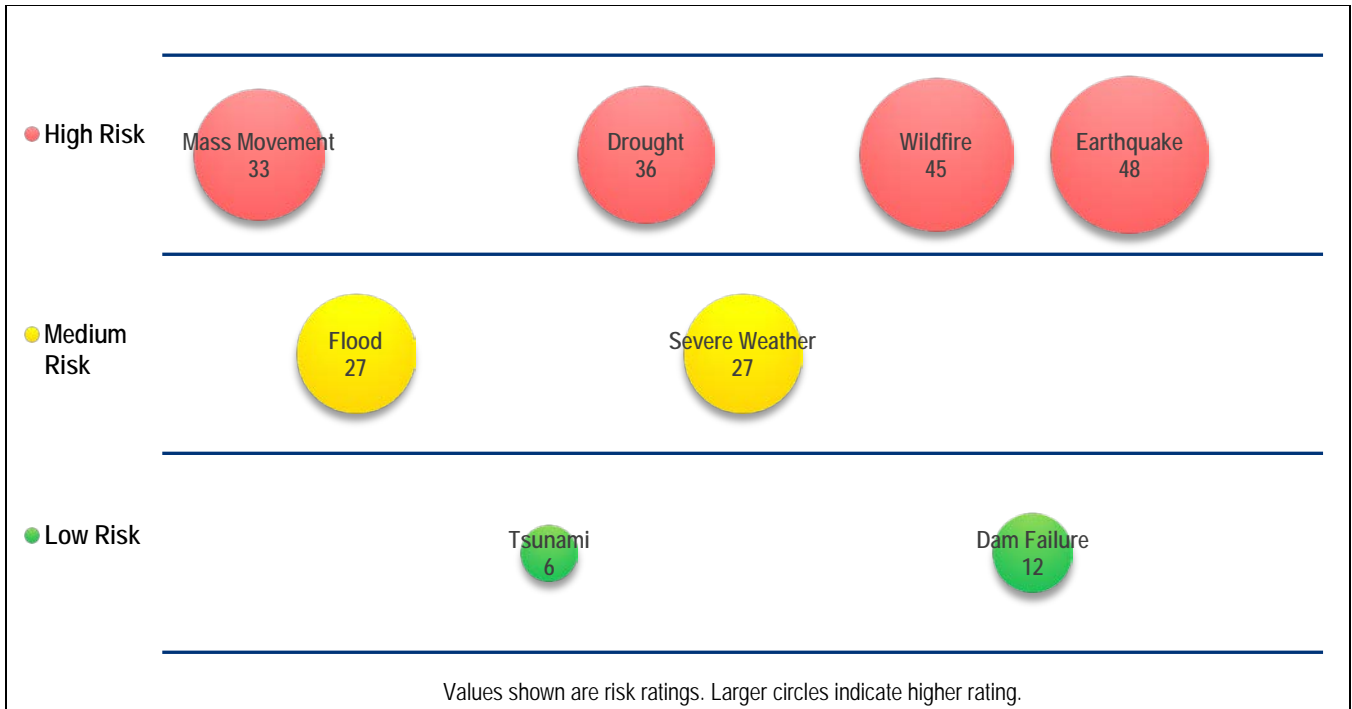 High Risk
Mass Movement
33
Drought
36
Wildfire
45
Earthquake
48
Medium
Risk
Flood
27
Severe Weather
27
Low Risk
Tsunami
6
Dam Failure
12
Values shown are risk ratings. Larger circles indicate higher rating.